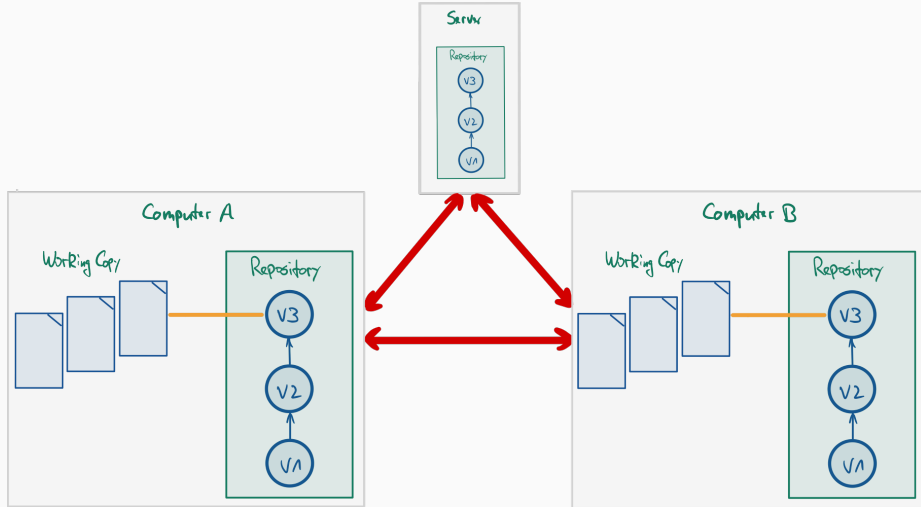 Server
Repository
v3
v2
v1
Computer A
Working Copy
Repository
v3
v2
v1
Computer B
Working Copy
Repository
v3
v2
v1